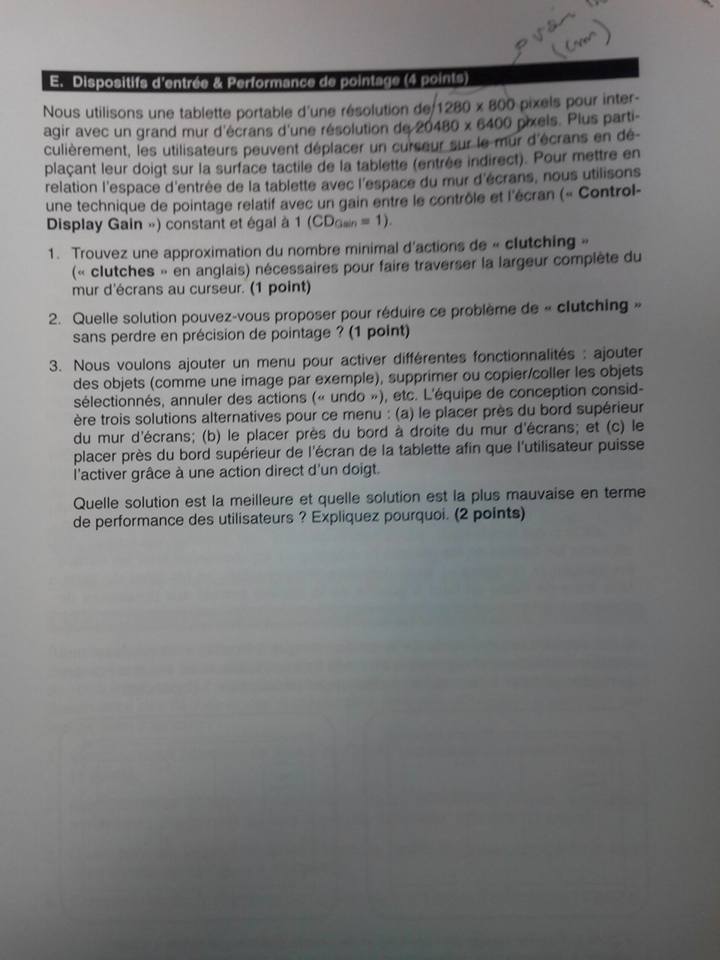 (cm)
E. Dispositifs d'entrée & Performance de pointage (4 points)
Nous utilisons une tablette portable d'une résolution de 1280 x 800 pixels pour inter-
agir avec un grand mur d'écrans d'une résolution de 20480 x 6400 pixels. Plus parti-
culièrement, les utilisateurs peuvent déplacer un curseur sur le mur d'écrans en dé-
plaçant leur doigt sur la surface tactile de la tablette (entrée indirect). Pour mettre en
relation l'espace d'entrée de la tablette avec l'espace du mur d'écrans, nous utilisons
une technique de pointage relatif avec un gain entre le contrôle et l'écran (« Control-
Display Gain ») constant et égal à 1 (CDGain = 1).
1. Trouvez une approximation du nombre minimal d'actions de « clutching »
(« clutches » en anglais) nécessaires pour faire traverser la largeur complète du
mur d'écrans au curseur. (1 point)
2. Quelle solution pouvez-vous proposer pour réduire ce problème de « clutching »
sans perdre en précision de pointage ? (1 point)
3. Nous voulons ajouter un menu pour activer différentes fonctionnalités : ajouter
des objets (comme une image par exemple), supprimer ou copier/coller les objets
sélectionnés, annuler des actions (« undo »), etc. L'équipe de conception consid-
ère trois solutions alternatives pour ce menu : (a) le placer près du bord supérieur
du mur d'écrans; (b) le placer près du bord à droite du mur d'écrans; et (c) le
placer près du bord supérieur de l'écran de la tablette afin que l'utilisateur puisse
l'activer grâce à une action direct d'un doigt.
Quelle solution est la meilleure et quelle solution est la plus mauvaise en terme
de performance des utilisateurs ? Expliquez pourquoi. (2 points)